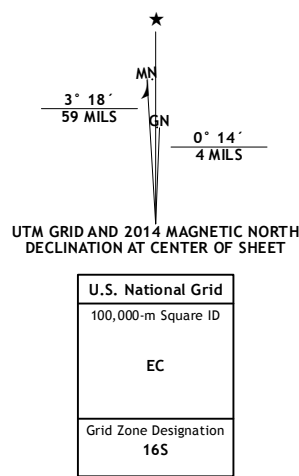 MN
3° 18´
59 MILS
GN
0° 14´
4 MILS
UTM GRID AND 2014 MAGNETIC NORTH
DECLINATION AT CENTER OF SHEET
U.S. National Grid
100,000-m Square ID
EC
Grid Zone Designation
16S